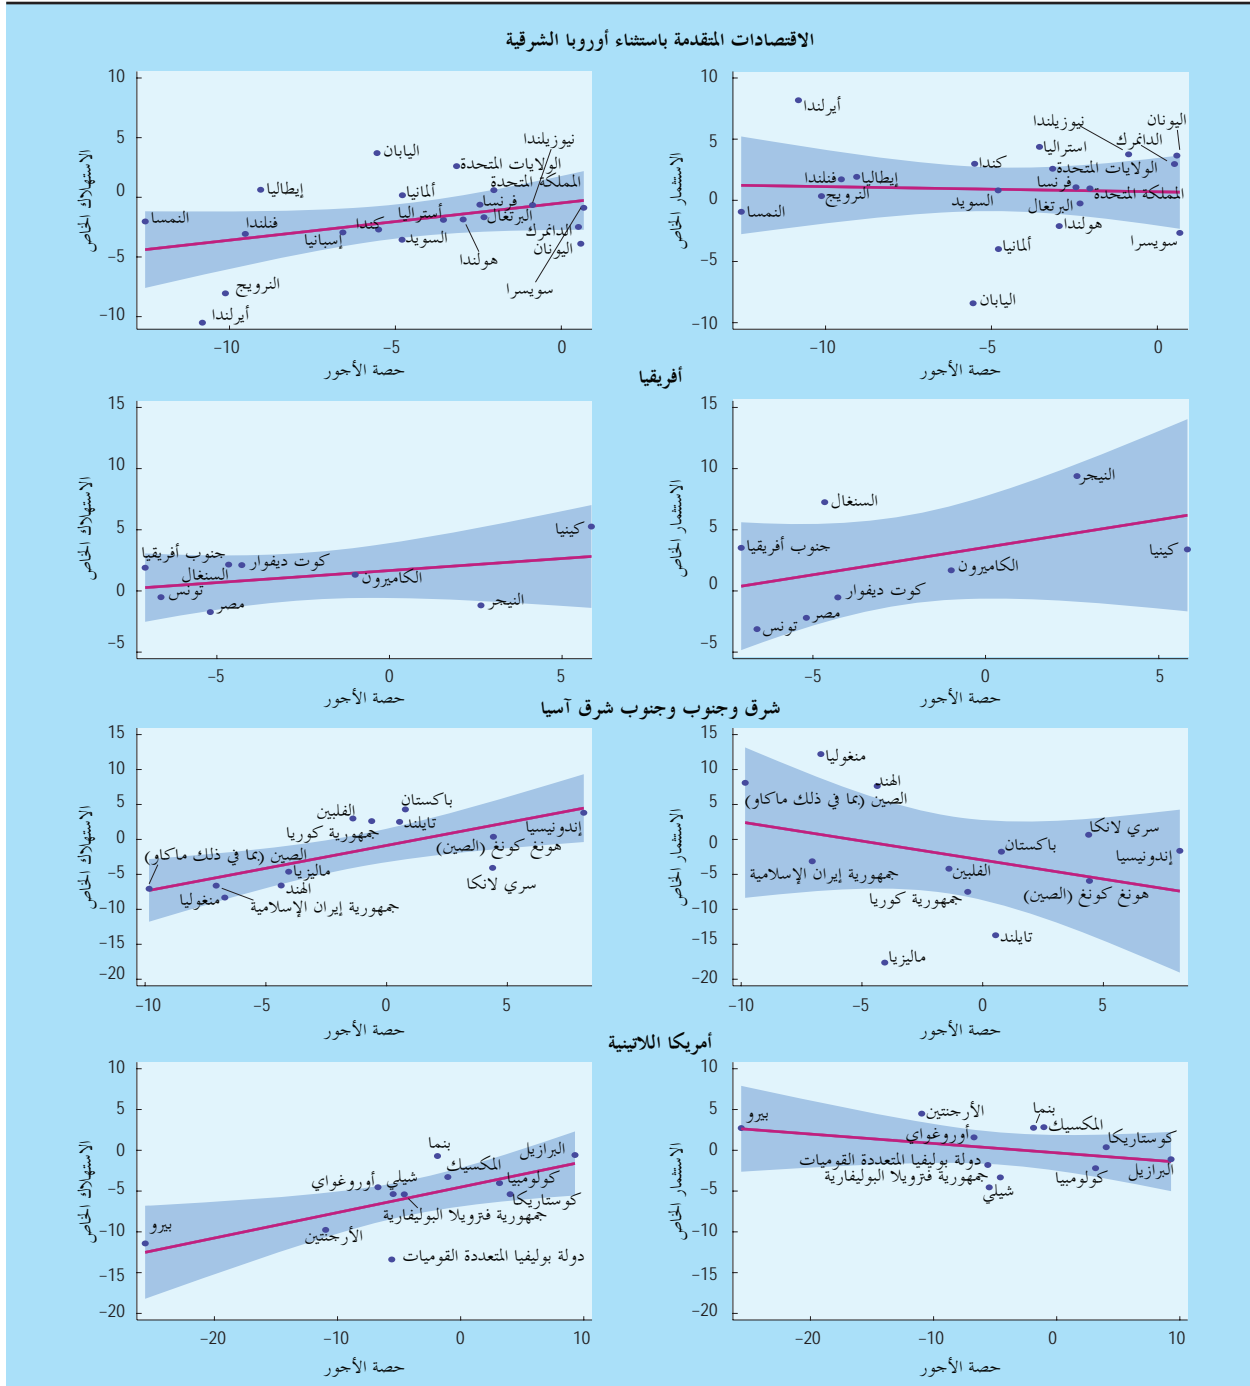 الاقتصادات المتقدمة باستثناء أوروبا الشرقية
الاستثمار الخاص
10
5
0
–5
–10
أيرلندا
اليونان
نيوزيلندا
الدانمرك
استراليا
كندا
الولايات المتحدة
إيطاليا
فنلندا
فرنسا
المملكة المتحدة
السويد
النرويج
البرتغال
النمسا
هولندا
سويسرا
ألمانيا
اليابان
–10
–5
0
حصة الأجور
الاستهلاك الخاص
10
5
0
–5
–10
نيوزيلندا
اليابان
الولايات المتحدة
المملكة المتحدة
إيطاليا
ألمانيا
فرنسا
أستراليا
البرتغال
النمسا
فنلندا
كندا
إسبانيا
السويد
هولندا
الدانمرك
اليونان
النرويج
سويسرا
أيرلندا
–10
–5
0
حصة الأجور
أفريقيا
الاستثمار الخاص
15
10
5
0
–5
النيجر
السنغال
جنوب أفريقيا
كينيا
الكاميرون
كوت ديفوار
مصر
تونس
–5
0
5
حصة الأجور
الاستهلاك الخاص
15
10
5
0
–5
كينيا
جنوب أفريقيا
كوت ديفوار
السنغال
الكاميرون
تونس
النيجر
مصر
–5
0
5
حصة الأجور
شرق وجنوب وجنوب شرق آسيا
الاستثمار الخاص
15
10
5
0
–5
–10
–15
–20
منغوليا
الهند
الصين (بما في ذلك ماكاو)
سري لانكا
باكستان
إندونيسيا
جمهورية إيران الإسلامية
الفلبين
هونغ كونغ (الصين)
جمهورية كوريا
تايلند
ماليزيا
–10
–5
0
5
حصة الأجور
الاستهلاك الخاص
15
10
5
0
–5
–10
–15
–20
باكستان
الفلبين
تايلند
إندونيسيا
جمهورية كوريا
هونغ كونغ (الصين)
الصين (بما في ذلك ماكاو)
ماليزيا
سري لانكا
الهند
منغوليا
جمهورية إيران الإسلامية
–10
–5
0
5
حصة الأجور
أمريكا اللاتينية
الاستثمار الخاص
10
5
0
–5
–10
–15
–20
بيرو
الأرجنتين
بنما
المكسيك
أوروغواي
كوستاريكا
دولة بوليفيا المتعددة القوميات
البرازيل
جمهورية فنزويلا البوليفارية
كولومبيا
شيلي
–20
–10
0
10
حصة الأجور
الاستهلاك الخاص
10
5
0
–5
–10
–15
–20
بنما
البرازيل
المكسيك
أوروغواي
شيلي
كولومبيا
كوستاريكا
جمهورية فنزويلا البوليفارية
بيرو
الأرجنتين
دولة بوليفيا المتعددة القوميات
–20
–10
0
10
حصة الأجور